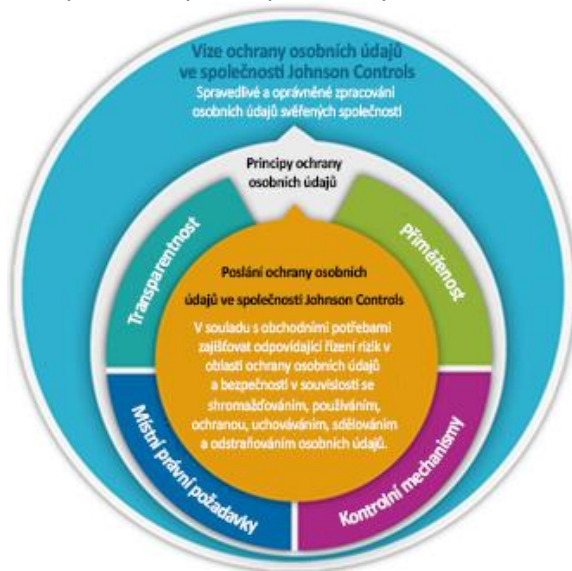 Vize ochrany osobních údajů
ve společnosti Johnson Controls
Spravedlivé a oprávněné zpracování
osobních údajů svěřených společností
Principy ochrany
osobních údajů
Transparentnost
Přiměřenost
Poslání ochrany osobních
údajů ve společnosti Johnson Controls
V souladu s obchodními potřebami
zajišťovat odpovídající řízení rizik v
oblasti ochrany osobních údajů
a bezpečnosti v souvislosti se
shromažďováním, používáním,
ochranou, uchováváním, sdělováním
a odstraňováním osobních údajů.
Místní právní požadavky
Kontrolní mechanismy